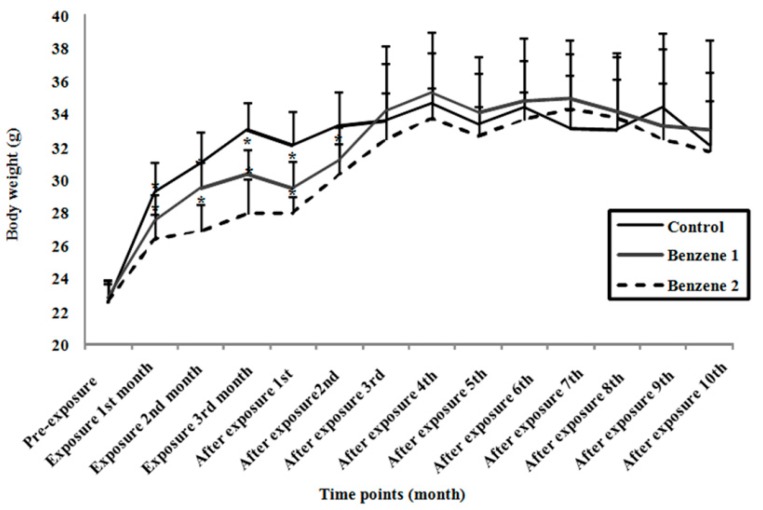 40
38
36
34
32
30
28
26
24
22
20
Body weight (g)
* * * * * * * * *
Control
Benzene 1
Benzene 2
Pre-exposure
Exposure 1st month
Exposure 2nd month
Exposure 3rd month
After exposure 1st
After exposure2nd
After exposure 3rd
After exposure 4th
After exposure 5th
After exposure 6th
After exposure 7th
After exposure 8th
After exposure 9th
After exposure 10th
Time points (month)